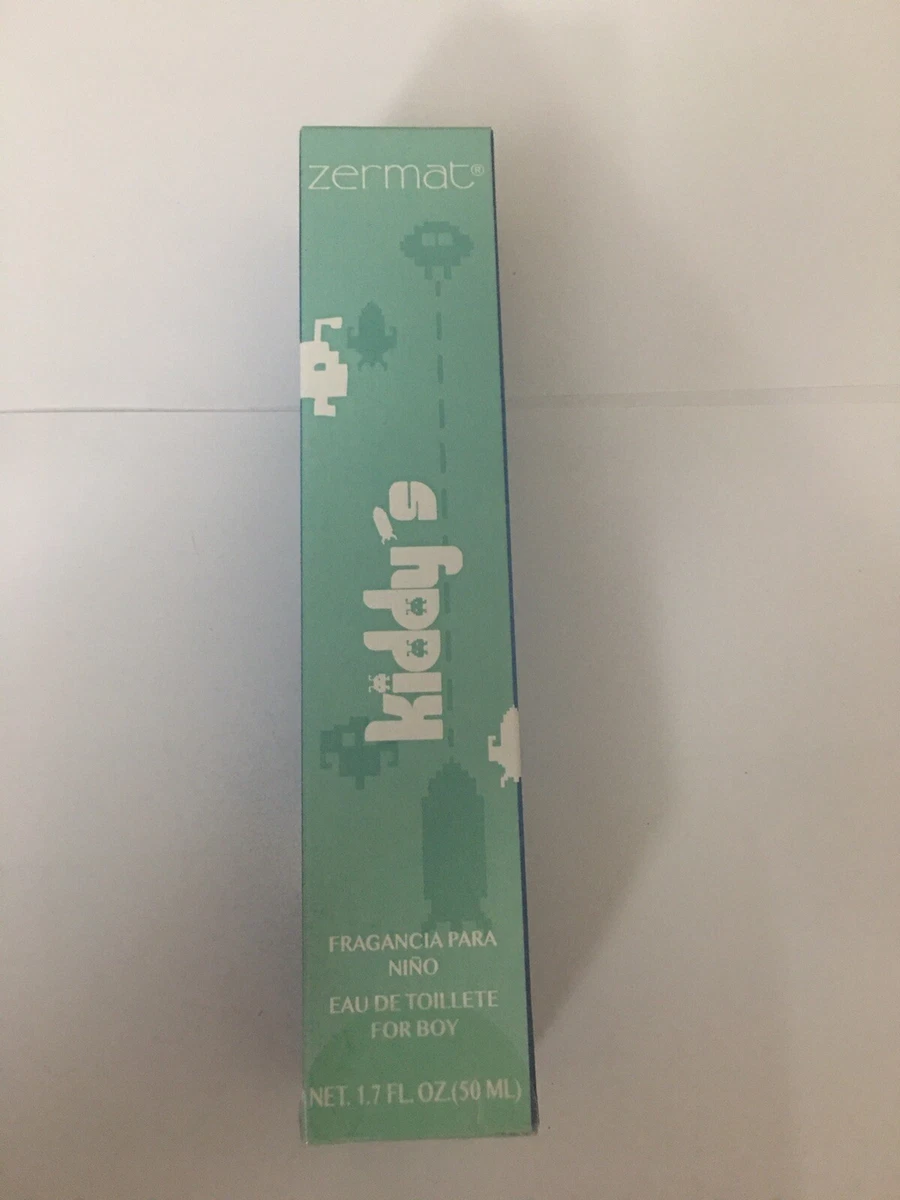 zermat®
kiddy's
FRAGANCIA PARA
NIÑO
EAU DE TOILLETE
FOR BOY
NET. 1.7 FL. OZ.(50 ML)